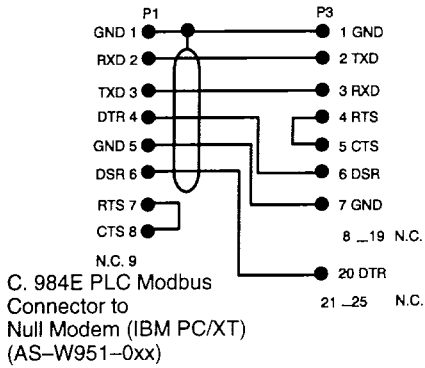 P1 P3
GND 1 1 GND
RXD 2 2 TXD
TXD 3 3 RXD
DTR 4 4 RTS
GND 5 5 CTS
DSR 6 6 DSR
RTS 7 7 GND
CTS 8 8 _19 N.C.
N.C. 9 20 DTR
21 _25 N.C.
C. 984E PLC Modbus
Connector to
Null Modem (IBM PC/XT)
(AS–W951–0xx)